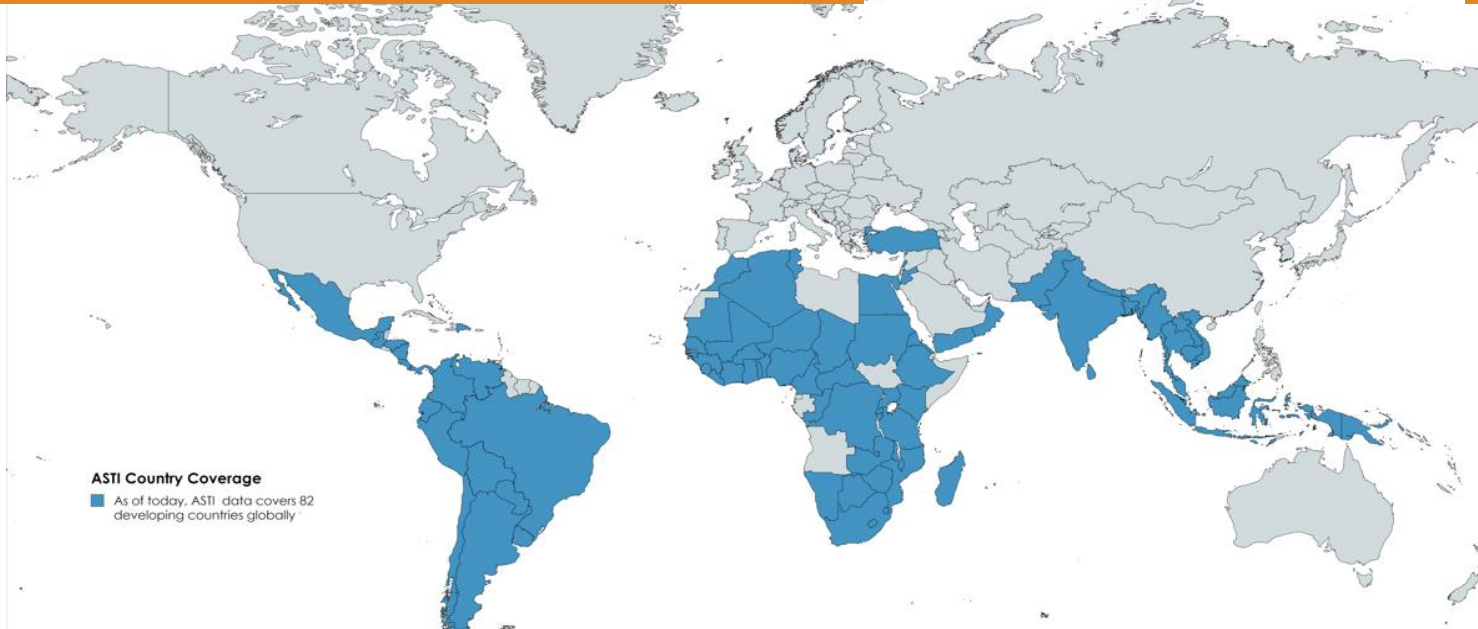 ASTI Country Coverage
As of today, ASTI data covers 82
developing countries globally